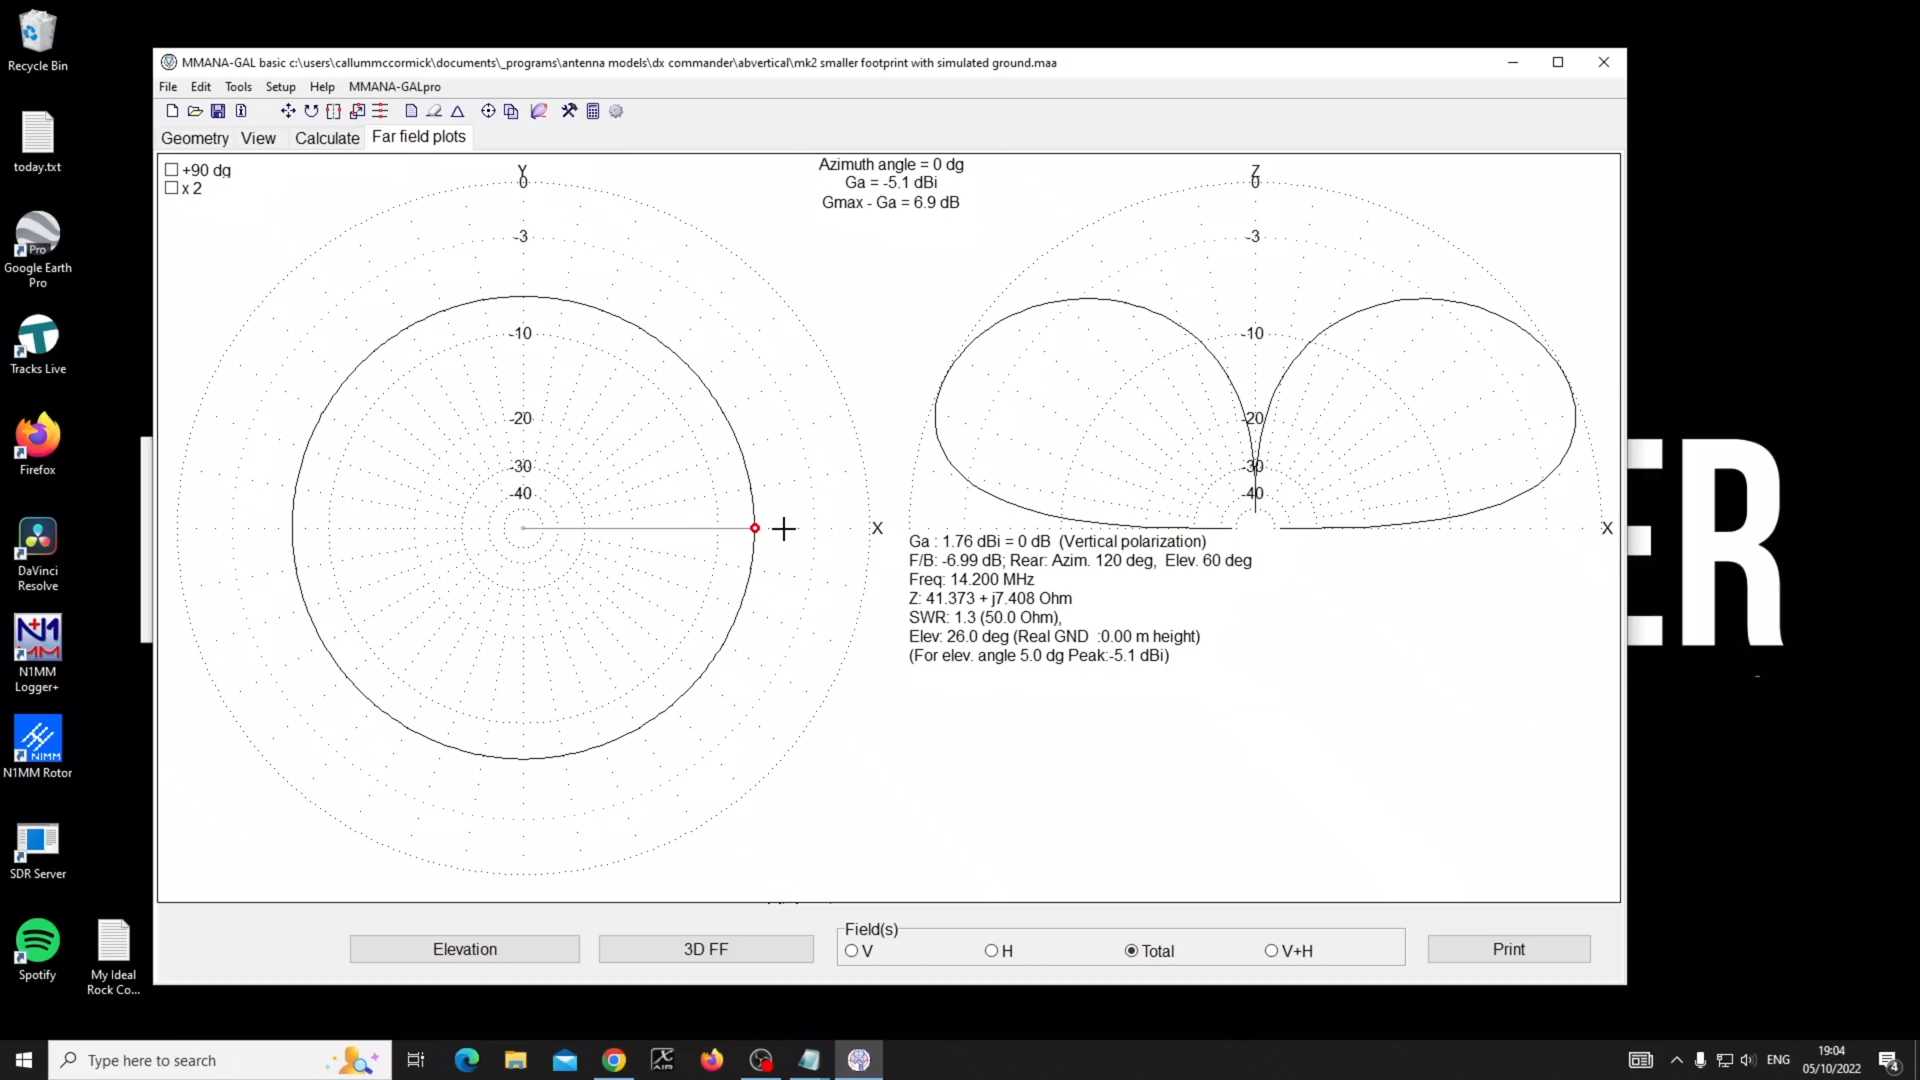 MMANA-GAL basic c:\users\callummccormick\documents\_programs\antenna models\dx commander\abvertical\mk2 smaller footprint with simulated ground.maa
File Edit Tools Setup Help MMANA-GALpro
Geometry View Calculate Far field plots
+90 dg
x 2
Azimuth angle = 0 dg
Ga = -5.1 dBi
Gmax - Ga = 6.9 dB
Y
0
-3
-10
-20
-30
-40
X
Z
0
-3
-10
-20
-30
-40
X
Ga : 1.76 dBi = 0 dB (Vertical polarization)
F/B: -6.99 dB; Rear: Azim. 120 deg, Elev. 60 deg
Freq: 14.200 MHz
Z: 41.373 + j7.408 Ohm
SWR: 1.3 (50.0 Ohm),
Elev: 26.0 deg (Real GND :0.00 m height)
(For elev. angle 5.0 dg Peak:-5.1 dBi)
Elevation
3D FF
Field(s)
V
H
Total
V+H
Print
Recycle Bin
today.txt
Pro
Google Earth
Pro
Tracks Live
Firefox
DaVinci
Resolve
N1
MM
N1MM
Logger+
N1MM
N1MM Rotor
SDR Server
Spotify
My Ideal
Rock Co...
ER
Type here to search
AIR
ENG
19:04
05/10/2022
4